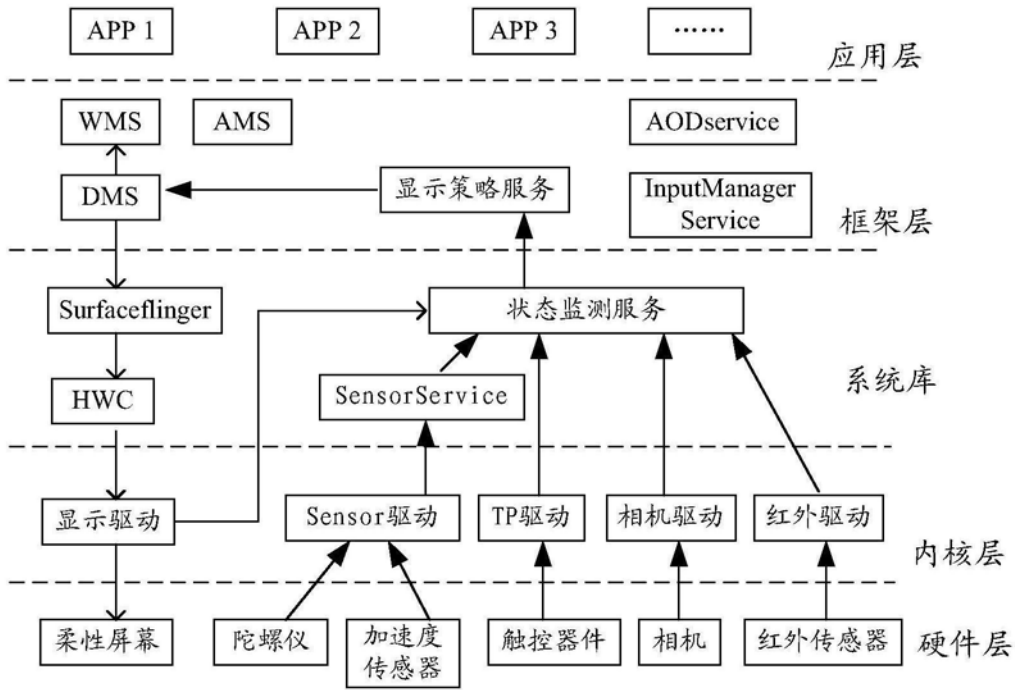 APP 1
APP 2
APP 3
……
应用层
WMS
AMS
AODservice
DMS
显示策略服务
InputManager
Service
框架层
Surfaceflinger
状态监测服务
HWC
SensorService
系统库
显示驱动
Sensor驱动
TP驱动
相机驱动
红外驱动
内核层
柔性屏幕
陀螺仪
加速度
传感器
触控器件
相机
红外传感器
硬件层